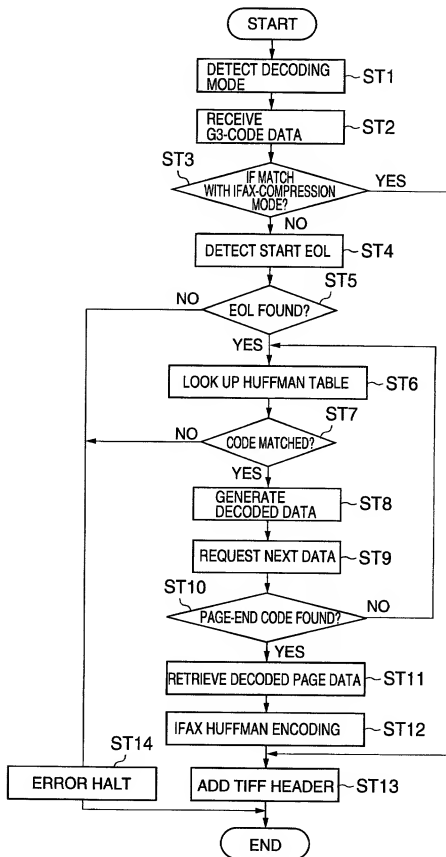 START
DETECT DECODING
MODE
ST1
RECEIVE
G3-CODE DATA
ST2
ST3
IF MATCH
WITH IFAX-COMPRESSION
MODE?
YES
NO
DETECT START EOL
ST4
ST5
NO
EOL FOUND?
YES
LOOK UP HUFFMAN TABLE
ST6
ST7
NO
CODE MATCHED?
YES
GENERATE
DECODED DATA
ST8
REQUEST NEXT DATA
ST9
ST10
PAGE-END CODE FOUND?
NO
YES
RETRIEVE DECODED PAGE DATA
ST11
IFAX HUFFMAN ENCODING
ST12
ST14
ERROR HALT
ADD TIFF HEADER
ST13
END